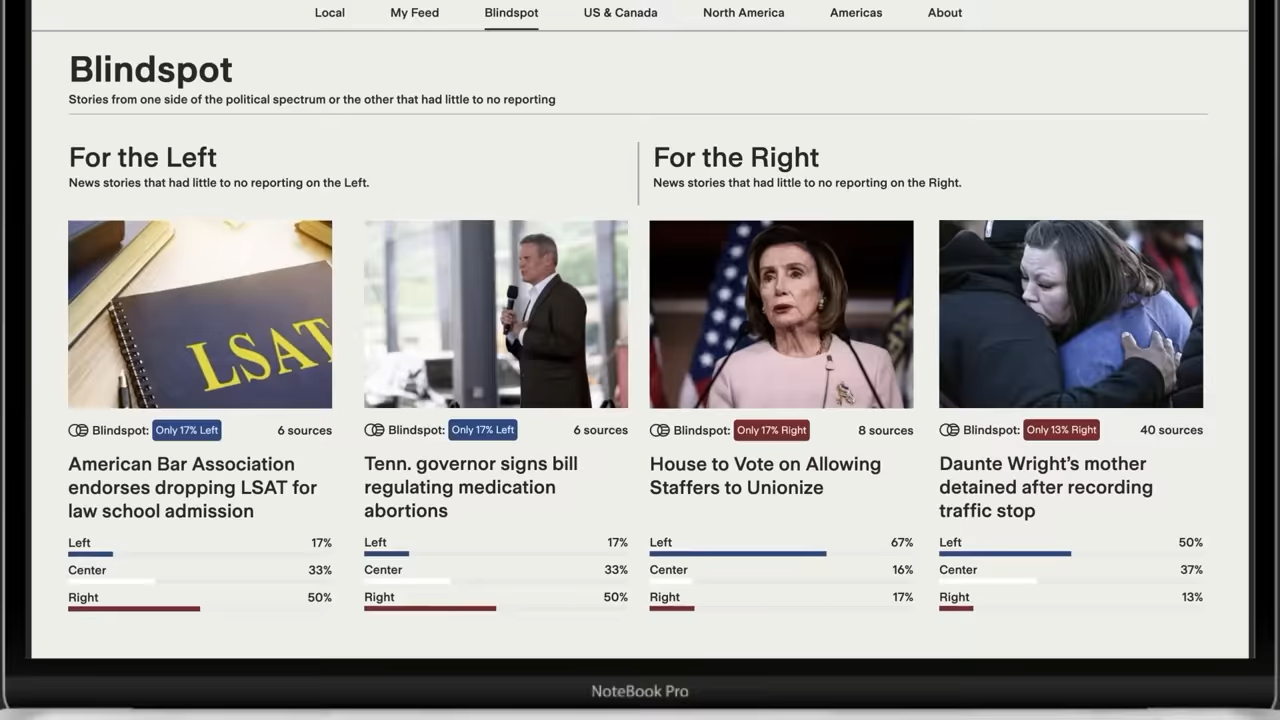 Local My Feed Blindspot US & Canada North America Americas About
Blindspot
Stories from one side of the political spectrum or the other that had little to no reporting
For the Left
News stories that had little to no reporting on the Left.
For the Right
News stories that had little to no reporting on the Right.
LSAT
Blindspot: Only 17% Left 6 sources
American Bar Association
endorses dropping LSAT for
law school admission
Left 17%
Center 33%
Right 50%
Blindspot: Only 17% Left 6 sources
Tenn. governor signs bill
regulating medication
abortions
Left 17%
Center 33%
Right 50%
Blindspot: Only 17% Right 8 sources
House to Vote on Allowing
Staffers to Unionize
Left 67%
Center 16%
Right 17%
Blindspot: Only 13% Right 40 sources
Daunte Wright's mother
detained after recording
traffic stop
Left 50%
Center 37%
Right 13%
NoteBook Pro